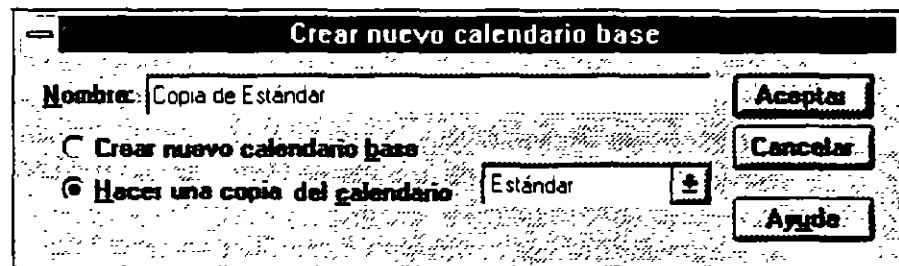 Crear nuevo calendario base
Nombre: Copia de Estándar
Aceptar
Crear nuevo calendario base
Cancelar
Hacer una copia del calendario Estándar
Ayuda